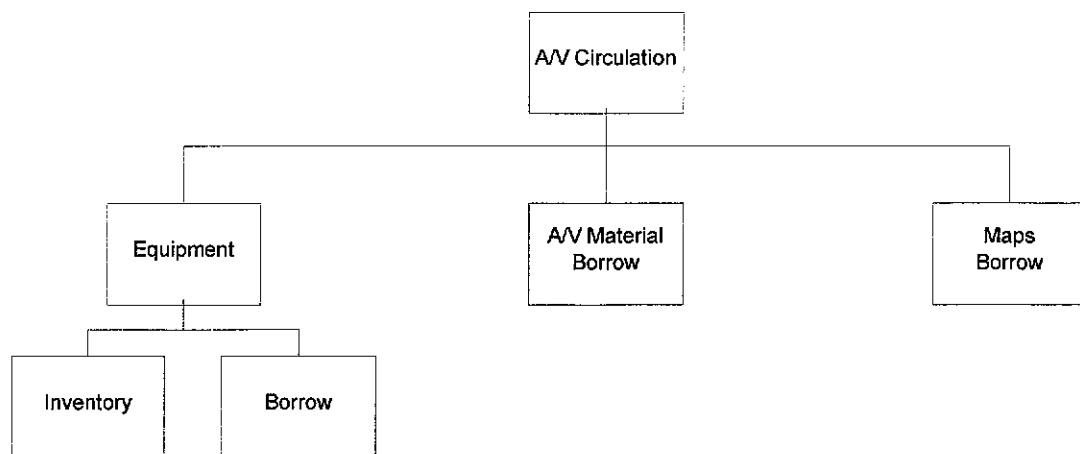 A/V Circulation
Equipment
A/V Material
Borrow
Maps
Borrow
Inventory
Borrow